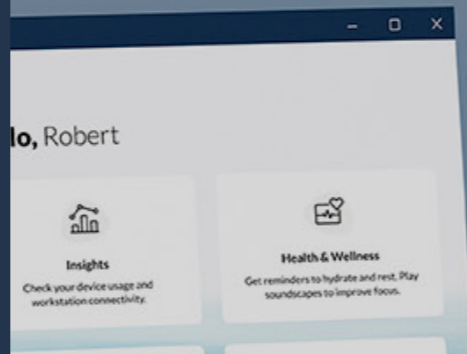 lo, Robert
Insights
Check your device usage and
workstation connectivity.
Health & Wellness
Get reminders to hydrate and rest. Play
soundscapes to improve focus.